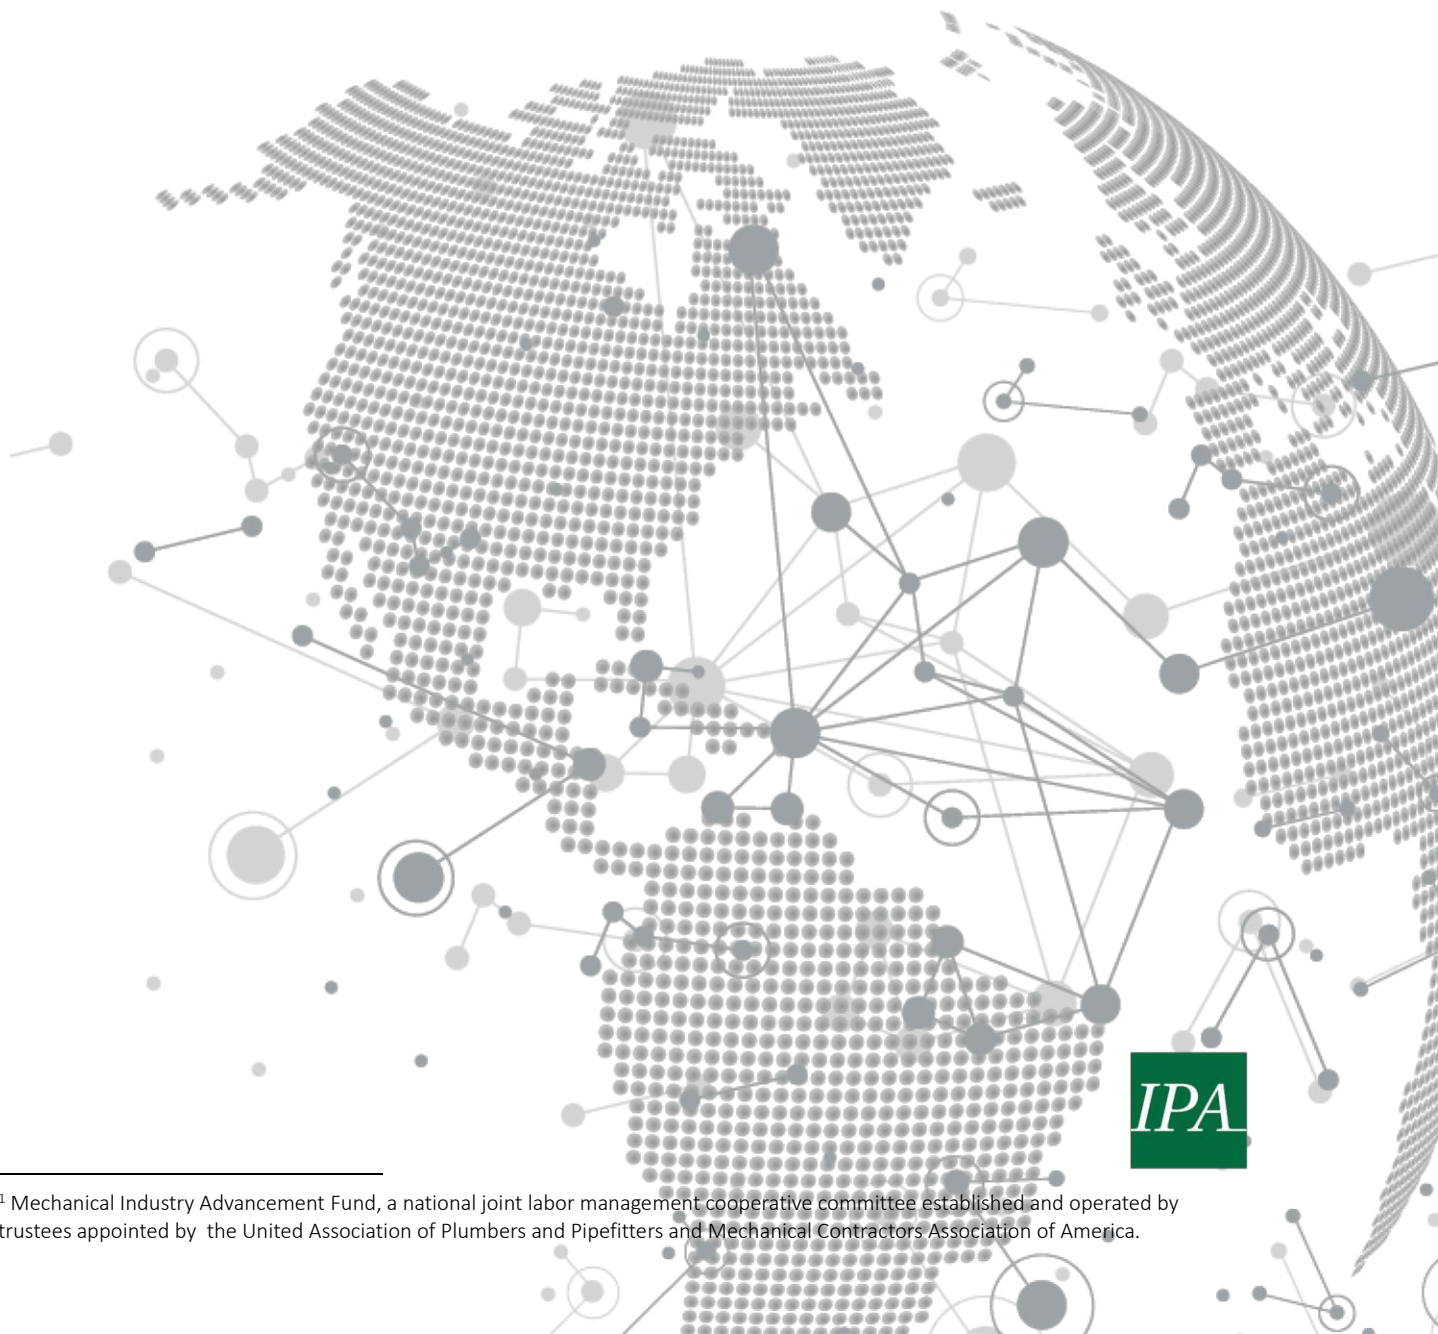 IPA
1 Mechanical Industry Advancement Fund, a national joint labor management cooperative committee established and operated by
trustees appointed by  the United Association of Plumbers and Pipefitters and Mechanical Contractors Association of America.